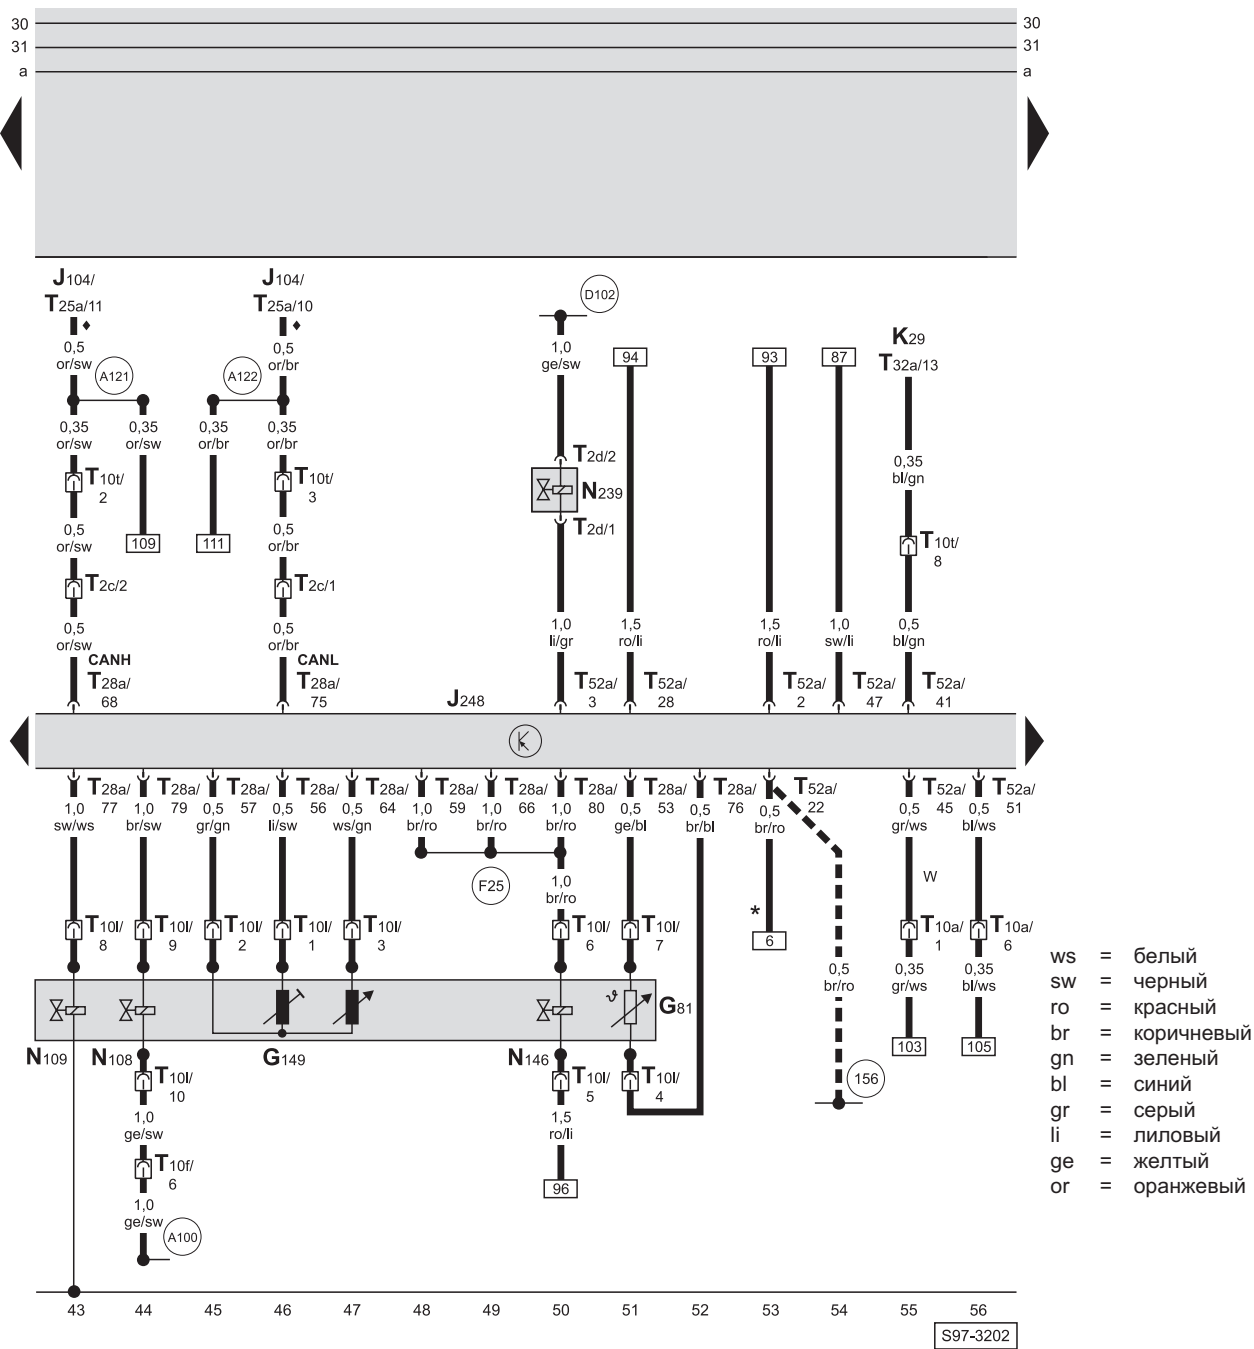 30 30
31 31
a a
J104/ J104/
T25a/11 T25a/10
D102
0,5 0,5 1,0
or/sw or/br ge/sw
K29
94 93 87
T32a/13
A121 A122
0,35 0,35 0,35 0,35
or/sw or/sw or/br or/br
T2d/2
0,35
bl/gn
T10t/ T10t/
2 3
N239
T2d/1
0,5 0,5
or/sw 109 111 or/br
T10t/
8
T2c/2 T2c/1
0,5 0,5 1,0 1,5 1,5 1,0 0,5
or/sw or/br li/gr ro/li ro/li sw/li bl/gn
CANH CANL
T28a/ T28a/ T52a/ T52a/ T52a/ T52a/ T52a/
68 75 J248 3 28 2 47 41
T28a/ T28a/ T28a/ T28a/ T28a/ T28a/ T28a/ T28a/ T28a/ T28a/ T52a/ T52a/ T52a/
77 79 57 56 64 59 66 80 53 76 22 45 51
1,0 1,0 0,5 0,5 0,5 1,0 1,0 1,0 0,5 0,5 0,5 0,5 0,5
sw/ws br/sw gr/gn li/sw ws/gn br/ro br/ro br/ro ge/bl br/bl br/ro gr/ws bl/ws
F25
1,0
br/ro
W
*
T10l/ T10l/ T10l/ T10l/ T10l/ T10l/ T10l/ T10a/ T10a/
8 9 2 1 3 6 7 6 1 6
0,5 0,35 0,35
br/ro gr/ws bl/ws
G81
103 105
N109 N108 G149 N146
T10l/ T10l/ T10l/
10 5 4
156
1,0 1,5
ge/sw ro/li
T10f/
6
96
1,0
ge/sw
A100
43 44 45 46 47 48 49 50 51 52 53 54 55 56
S97-3202
ws = белый
sw = черный
ro = красный
br = коричневый
gn = зеленый
bl = синий
gr = серый
li = лиловый
ge = желтый
or = оранжевый